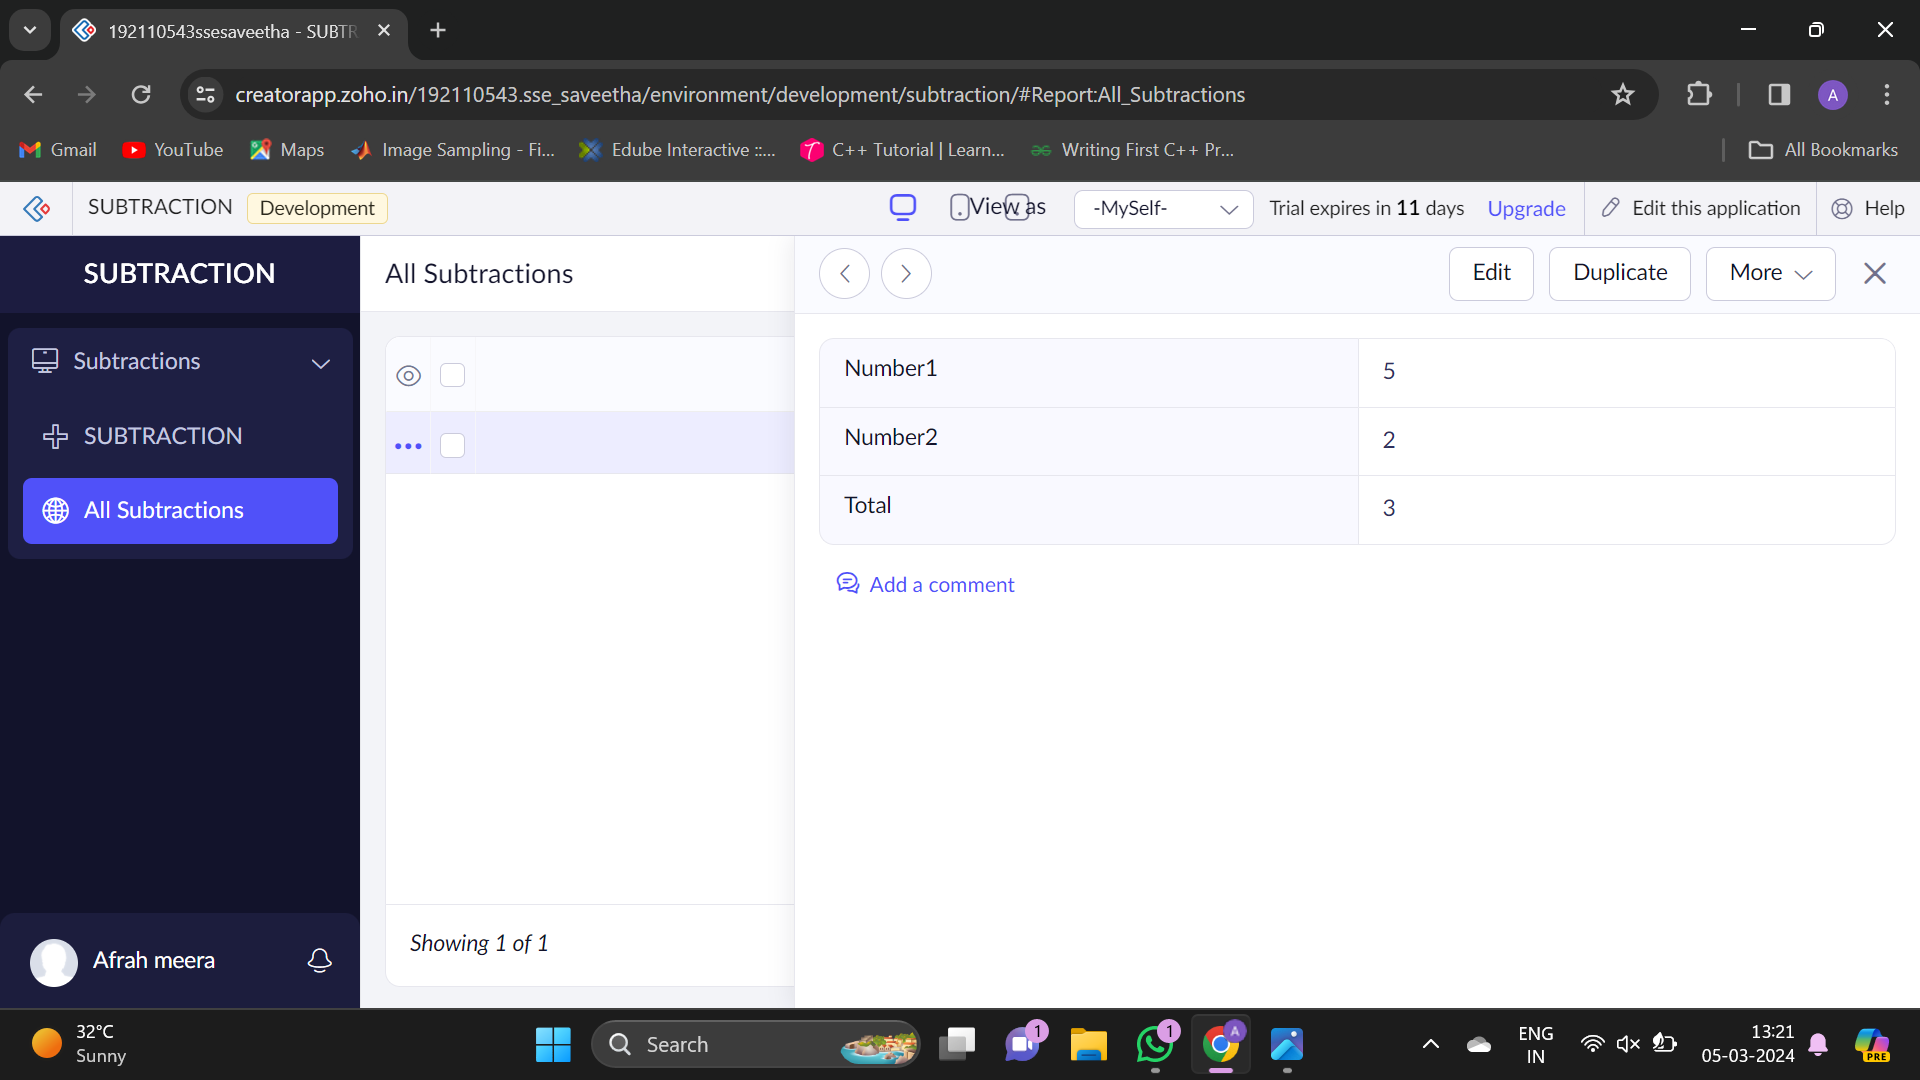 192110543ssesaveetha - SUBTR
creatorapp.zoho.in/192110543.sse_saveetha/environment/development/subtraction/#Report:All_Subtractions
A
Gmail
YouTube
Maps
Image Sampling - Fi...
Edube Interactive ::...
C++ Tutorial | Learn...
Writing First C++ Pr...
All Bookmarks
SUBTRACTION
Development
View as
-MySelf-
Trial expires in 11 days
Upgrade
Edit this application
Help
SUBTRACTION
Subtractions
SUBTRACTION
All Subtractions
Afrah meera
All Subtractions
Showing 1 of 1
Edit
Duplicate
More
Number1 5
Number2 2
Total 3
Add a comment
32°C
Sunny
Search
1
1
A
ENG
IN
13:21
05-03-2024
PRE